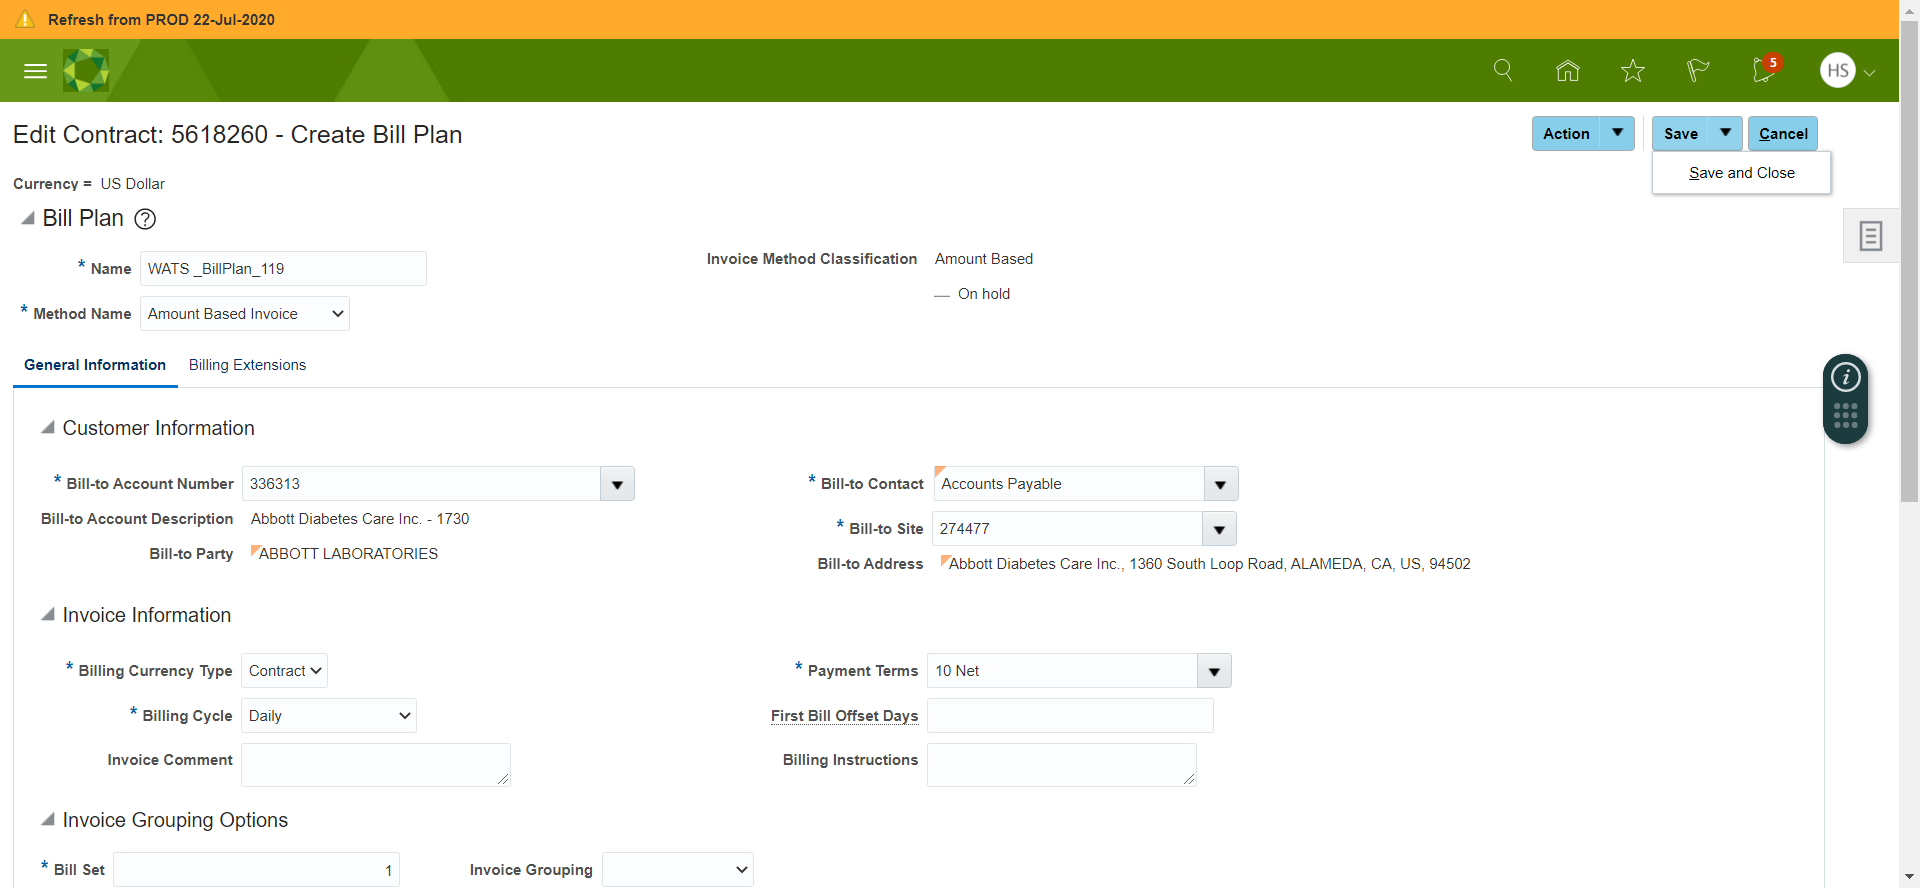 Refresh from PROD 22-Jul-2020
5
HS
Edit Contract: 5618260 - Create Bill Plan
Action
Save
Cancel
Save and Close
Currency = US Dollar
Bill Plan ?
* Name WATS _BillPlan_119
Invoice Method Classification Amount Based
— On hold
* Method Name Amount Based Invoice
General Information Billing Extensions
i
Customer Information
* Bill-to Account Number 336313
* Bill-to Contact Accounts Payable
Bill-to Account Description Abbott Diabetes Care Inc. - 1730
* Bill-to Site 274477
Bill-to Party ABBOTT LABORATORIES
Bill-to Address Abbott Diabetes Care Inc., 1360 South Loop Road, ALAMEDA, CA, US, 94502
Invoice Information
* Billing Currency Type Contract
* Payment Terms 10 Net
* Billing Cycle Daily
First Bill Offset Days
Invoice Comment
Billing Instructions
Invoice Grouping Options
* Bill Set 1
Invoice Grouping